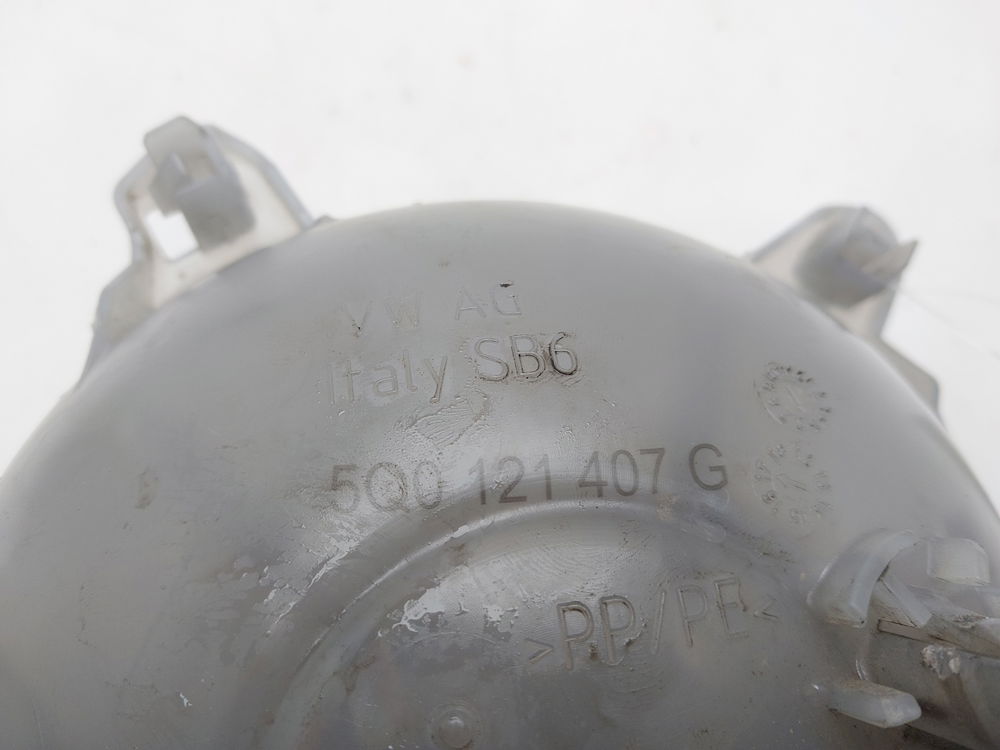 VW AG
Italy SB6
5Q0 121 407 G
>PP/PE<